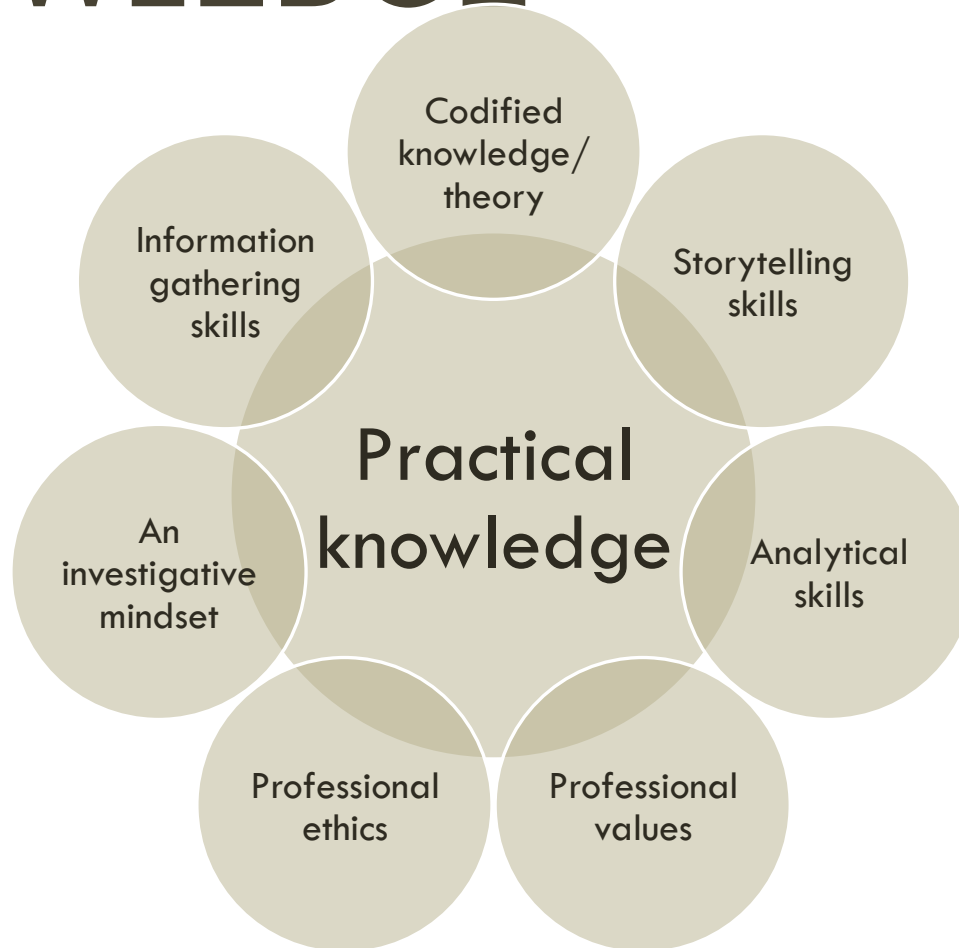 Codified
knowledge/
theory
Storytelling
skills
Analytical
skills
Professional
values
Professional
ethics
An
investigative
mindset
Information
gathering
skills
Practical
knowledge